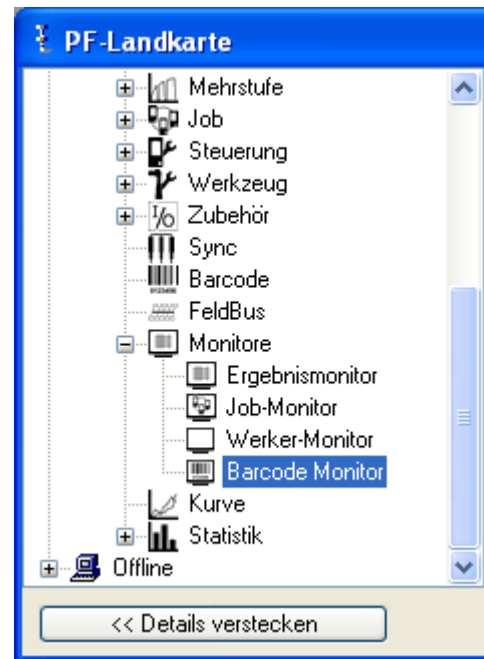 PF-Landkarte
Mehrstufe
Job
Steuerung
Werkzeug
I/O Zubehör
Sync
Barcode
FeldBus
Monitore
Ergebnismonitor
Job-Monitor
Werker-Monitor
Barcode Monitor
Kurve
Statistik
Offline
<< Details verstecken